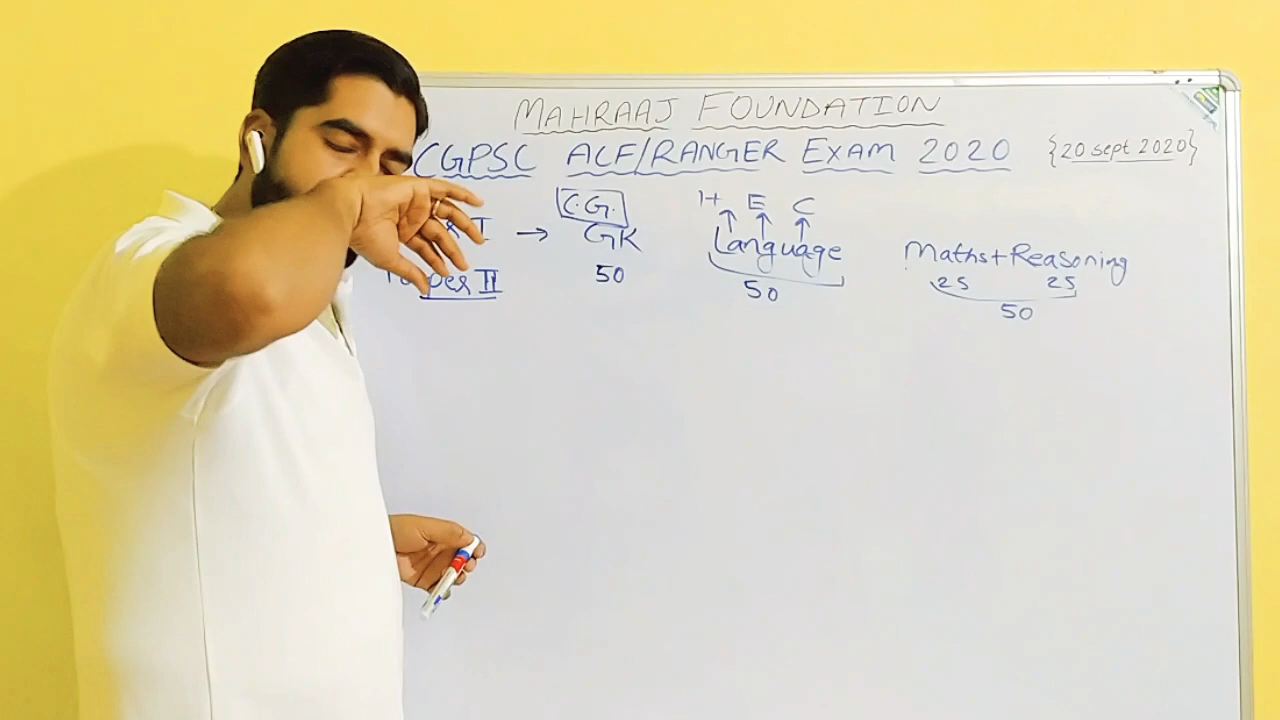 MAHRAAJ FOUNDATION
CGPSC ACF/RANGER EXAM 2020 {20 sept 2020}
H E C
I → C.G. GK Language Maths+Reasoning
II 50 50 25 25
50